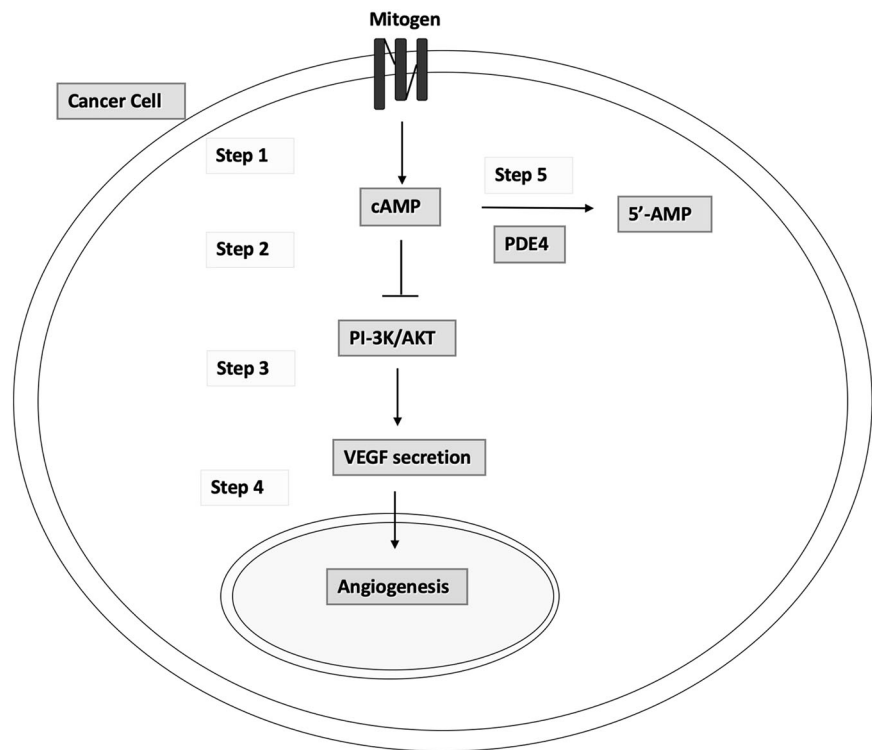 Mitogen
Cancer Cell
Step 1
Step 5
cAMP
5’-AMP
Step 2
PDE4
PI-3K/AKT
Step 3
VEGF secretion
Step 4
Angiogenesis